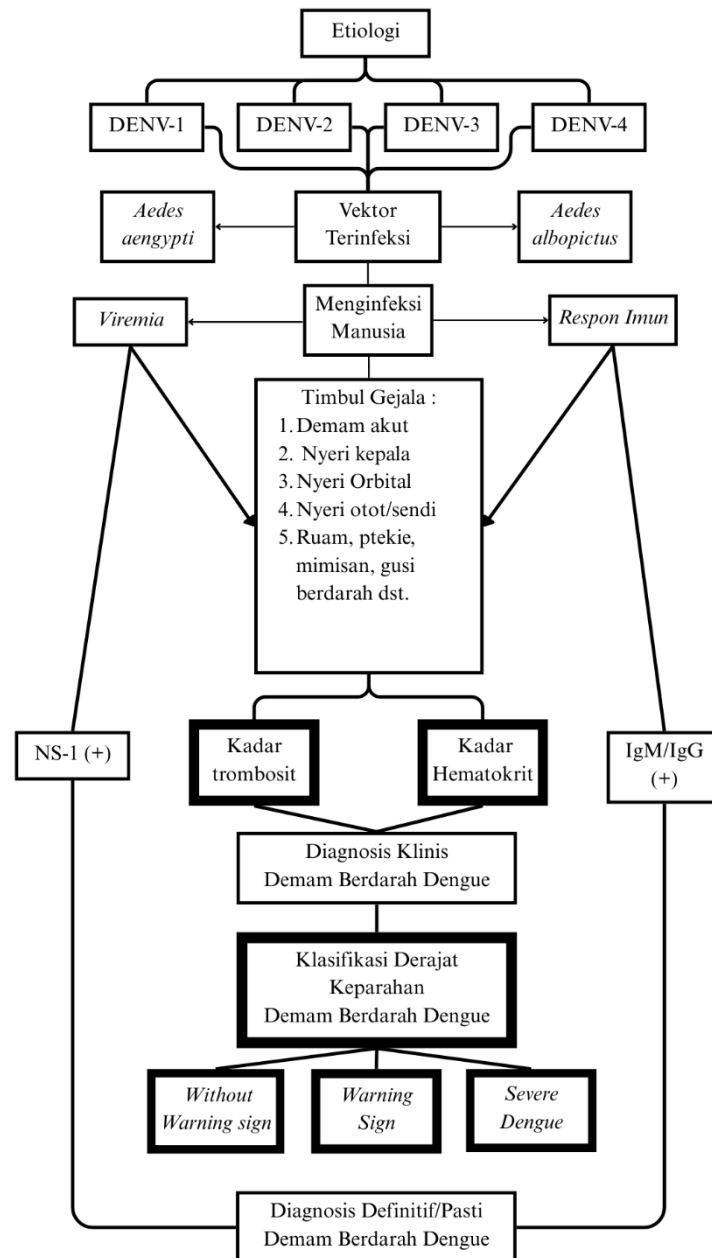 Etiologi
DENV-1
DENV-2
DENV-3
DENV-4
Aedes
aengypti
Vektor
Terinfeksi
Aedes
albopictus
Viremia
Menginfeksi
Manusia
Respon Imun
Timbul Gejala :
1. Demam akut
2. Nyeri kepala
3. Nyeri Orbital
4. Nyeri otot/sendi
5. Ruam, ptekie,
mimisan, gusi
berdarah dst.
NS-1 (+)
Kadar
trombosit
Kadar
Hematokrit
IgM/IgG
(+)
Diagnosis Klinis
Demam Berdarah Dengue
Klasifikasi Derajat
Keparahan
Demam Berdarah Dengue
Without
Warning sign
Warning
Sign
Severe
Dengue
Diagnosis Definitif/Pasti
Demam Berdarah Dengue